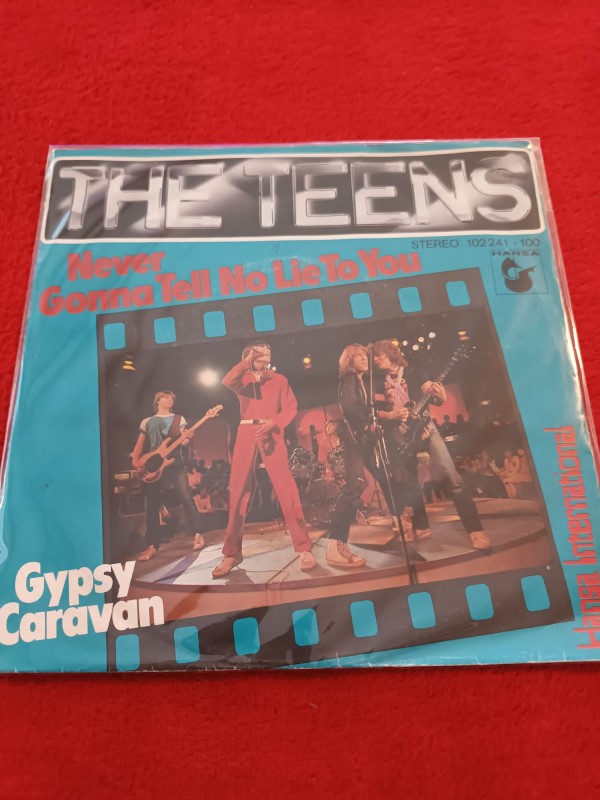 THE TEENS
STEREO 102 241 - 100
HANSA
Never
Gonna Tell No Lie To You
Gypsy
Caravan
Hansa International